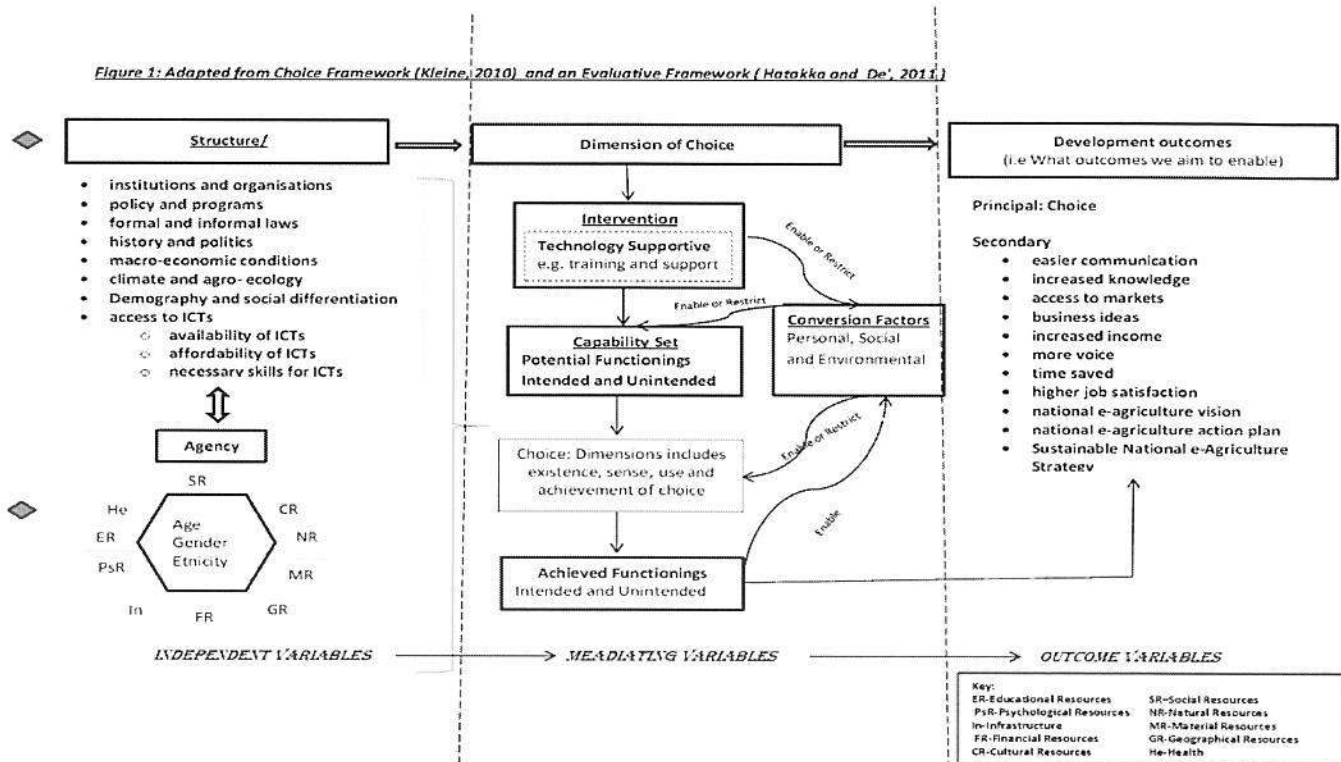 Figure 1: Adapted from Choice Framework (Kleine, 2010) and an Evaluative Framework ( Hatakka and De', 2011 )
Structure/
• institutions and organisations
• policy and programs
• formal and informal laws
• history and politics
• macro-economic conditions
• climate and agro- ecology
• Demography and social differentiation
• access to ICTs
○ availability of ICTs
○ affordability of ICTs
○ necessary skills for ICTs
Agency
SR
He
CR
ER
Age
Gender
Etnicity
NR
PsR
MR
In
FR
GR
INDEPENDENT VARIABLES
Dimension of Choice
Intervention
Technology Supportive
e.g. training and support
Enable or Restrict
Enable or Restrict
Capability Set
Potential Functionings
Intended and Unintended
Conversion Factors
Personal, Social
and Environmental
Enable or Restrict
Choice: Dimensions includes
existence, sense, use and
achievement of choice
Enable
Achieved Functionings
Intended and Unintended
MEADIATING VARIABLES
Development outcomes
(i.e What outcomes we aim to enable)
Principal: Choice
Secondary
• easier communication
• increased knowledge
• access to markets
• business ideas
• increased income
• more voice
• time saved
• higher job satisfaction
• national e-agriculture vision
• national e-agriculture action plan
• Sustainable National e-Agriculture
Strategy
OUTCOME VARIABLES
Key:
ER-Educational Resources
SR-Social Resources
PsR-Psychological Resources
NR-Natural Resources
In-Infrastructure
MR-Material Resources
FR-Financial Resources
GR-Geographical Resources
CR-Cultural Resources
He-Health